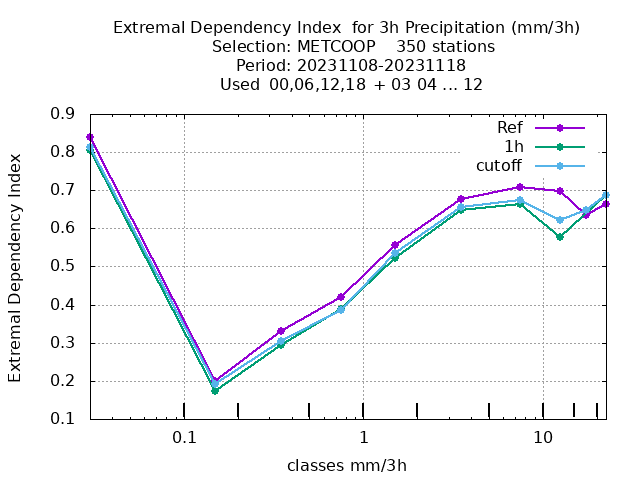 Extremal Dependency Index  for 3h Precipitation (mm/3h)
Selection: METCOOP    350 stations
Period: 20231108-20231118
Used  00,06,12,18  + 03 04 ... 12
Ref
1h
cutoff
Extremal Dependency Index
0.9
0.8
0.7
0.6
0.5
0.4
0.3
0.2
0.1
0.1 1 10
classes mm/3h